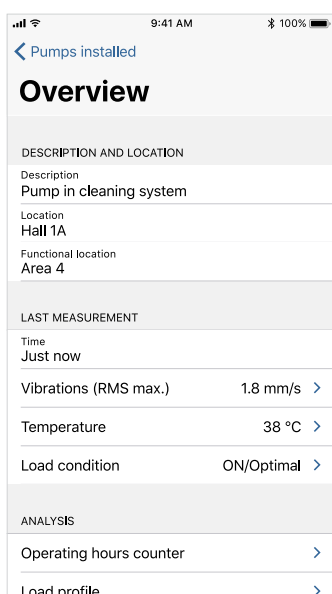 9:41 AM
100%
Pumps installed
Overview
DESCRIPTION AND LOCATION
Description
Pump in cleaning system
Location
Hall 1A
Functional location
Area 4
LAST MEASUREMENT
Time
Just now
Vibrations (RMS max.) 1.8 mm/s
Temperature 38 °C
Load condition ON/Optimal
ANALYSIS
Operating hours counter
Load profile